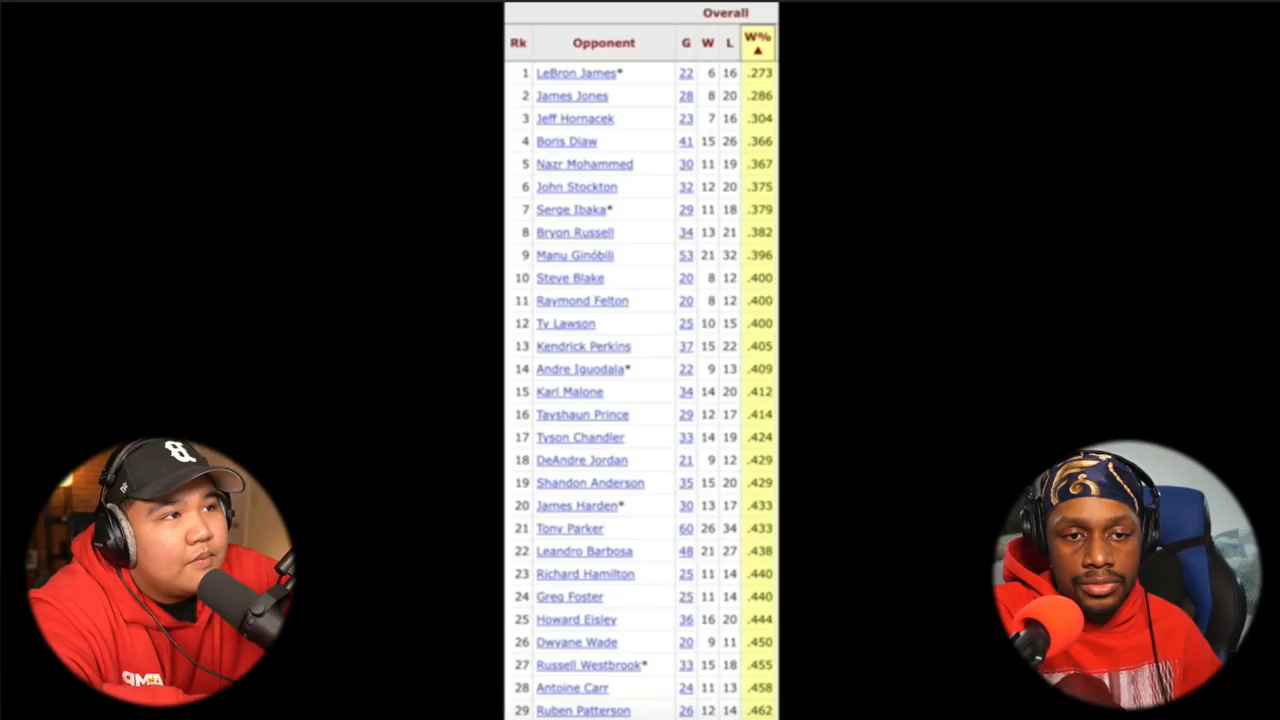 Overall
Rk Opponent G W L W% ▲
1 LeBron James* 22 6 16 .273
2 James Jones 28 8 20 .286
3 Jeff Hornacek 23 7 16 .304
4 Boris Diaw 41 15 26 .366
5 Nazr Mohammed 30 11 19 .367
6 John Stockton 32 12 20 .375
7 Serge Ibaka* 29 11 18 .379
8 Bryon Russell 34 13 21 .382
9 Manu Ginóbili 53 21 32 .396
10 Steve Blake 20 8 12 .400
11 Raymond Felton 20 8 12 .400
12 Ty Lawson 25 10 15 .400
13 Kendrick Perkins 37 15 22 .405
14 Andre Iguodala* 22 9 13 .409
15 Karl Malone 34 14 20 .412
16 Tayshaun Prince 29 12 17 .414
17 Tyson Chandler 33 14 19 .424
18 DeAndre Jordan 21 9 12 .429
19 Shandon Anderson 35 15 20 .429
20 James Harden* 30 13 17 .433
21 Tony Parker 60 26 34 .433
22 Leandro Barbosa 48 21 27 .438
23 Richard Hamilton 25 11 14 .440
24 Greg Foster 25 11 14 .440
25 Howard Eisley 36 16 20 .444
26 Dwyane Wade 20 9 11 .450
27 Russell Westbrook* 33 15 18 .455
28 Antoine Carr 24 11 13 .458
29 Ruben Patterson 26 12 14 .462